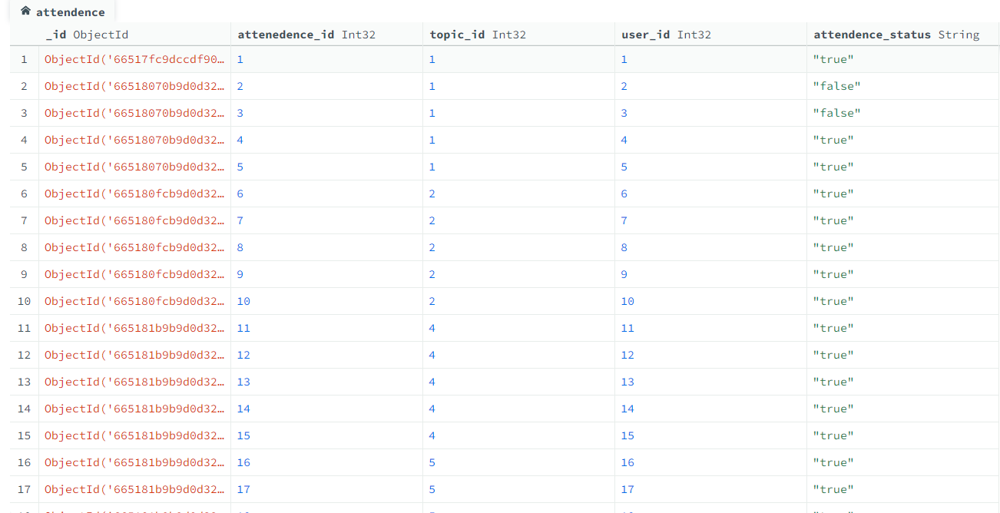 attendence
_id ObjectId attenedence_id Int32 topic_id Int32 user_id Int32 attendence_status String
1 ObjectId('66517fc9dccdf90… 1 1 1 "true"
2 ObjectId('66518070b9d0d32… 2 1 2 "false"
3 ObjectId('66518070b9d0d32… 3 1 3 "false"
4 ObjectId('66518070b9d0d32… 4 1 4 "true"
5 ObjectId('66518070b9d0d32… 5 1 5 "true"
6 ObjectId('665180fcb9d0d32… 6 2 6 "true"
7 ObjectId('665180fcb9d0d32… 7 2 7 "true"
8 ObjectId('665180fcb9d0d32… 8 2 8 "true"
9 ObjectId('665180fcb9d0d32… 9 2 9 "true"
10 ObjectId('665180fcb9d0d32… 10 2 10 "true"
11 ObjectId('665181b9b9d0d32… 11 4 11 "true"
12 ObjectId('665181b9b9d0d32… 12 4 12 "true"
13 ObjectId('665181b9b9d0d32… 13 4 13 "true"
14 ObjectId('665181b9b9d0d32… 14 4 14 "true"
15 ObjectId('665181b9b9d0d32… 15 4 15 "true"
16 ObjectId('665181b9b9d0d32… 16 5 16 "true"
17 ObjectId('665181b9b9d0d32… 17 5 17 "true"